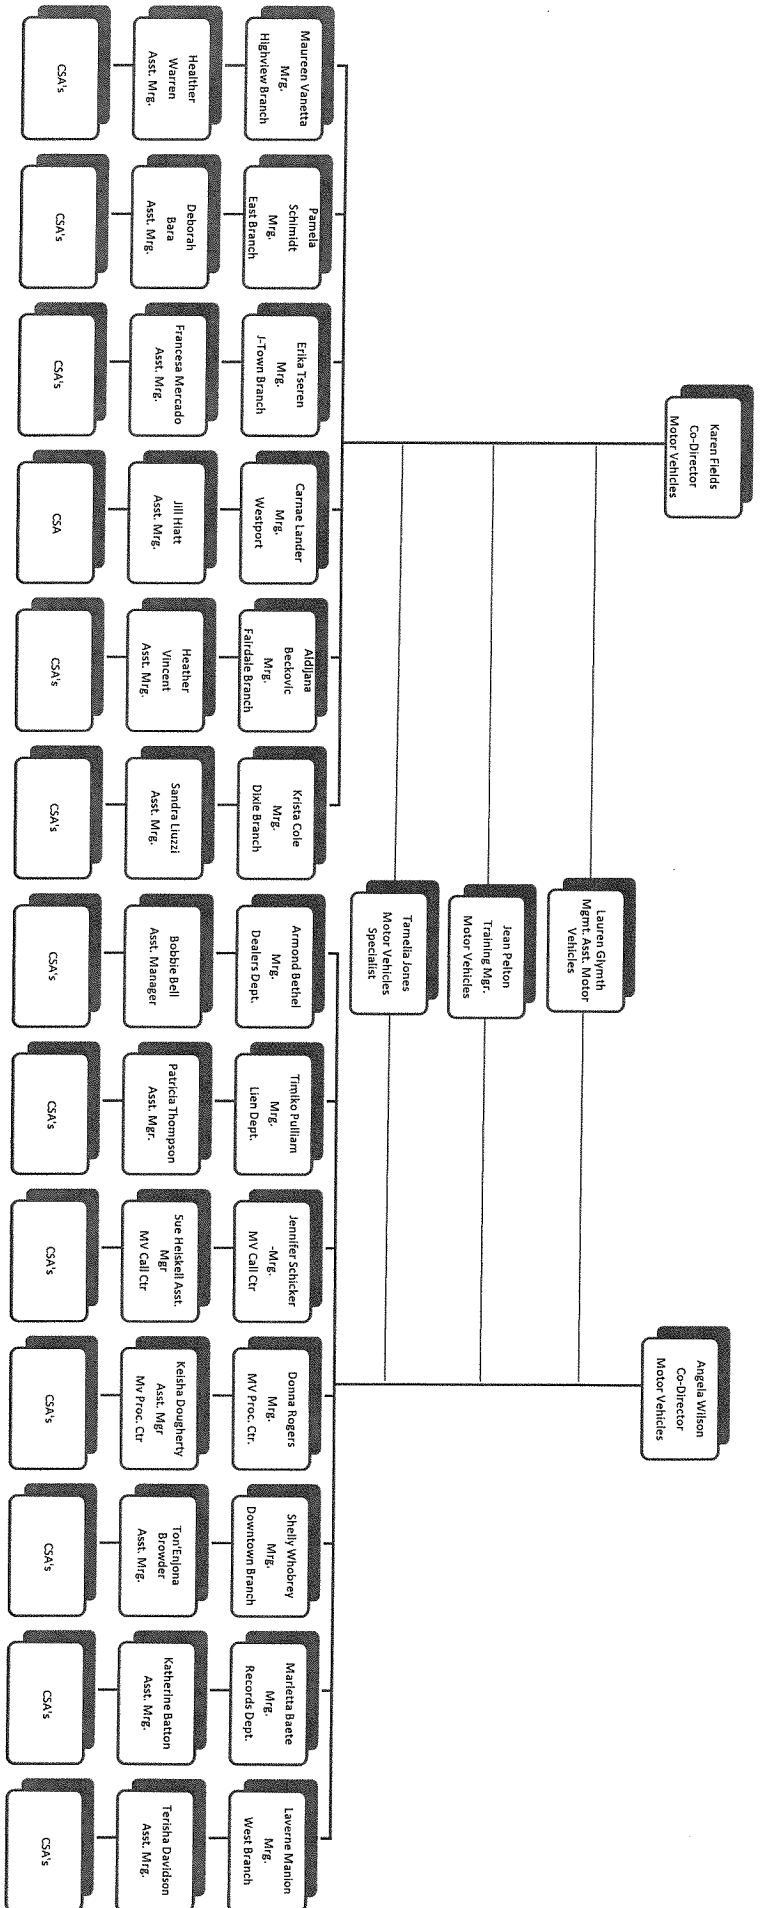 Karen Fields
Co-Director
Motor Vehicles
Angela Wilson
Co-Director
Motor Vehicles
Lauren Glymth
Mgmt. Asst. Motor
Vehicles
Jean Pelton
Training Mgr.
Motor Vehicles
Tamelia Jones
Motor Vehicles
Specialist
Maureen Vanetta
Mrg.
Highview Branch
Pamela
Schimidt
Mrg.
East Branch
Erika Tseren
Mrg.
J-Town Branch
Carnae Lander
Mrg.
Westport
Aldijana
Beckovic
Mrg.
Fairdale Branch
Krista Cole
Mrg.
Dixie Branch
Armond Bethel
Mrg.
Dealers Dept.
Timiko Pulliam
Mrg.
Lien Dept.
Jennifer Schicker
-Mrg.
MV Call Ctr
Donna Rogers
Mrg.
MV Proc. Ctr.
Shelly Whobrey
Mrg.
Downtown Branch
Marletta Baete
Mrg.
Records Dept.
Laverne Manion
Mrg.
West Branch
Healther
Warren
Asst. Mrg.
Deborah
Bara
Asst. Mrg.
Francesa Mercado
Asst. Mrg.
Jill Hiatt
Asst. Mrg.
Heather
Vincent
Asst. Mrg.
Sandra Liuzzi
Asst. Mrg.
Bobbie Bell
Asst. Manager
Patricia Thompson
Asst. Mgr.
Sue Heiskell Asst.
Mgr
MV Call Ctr
Keisha Dougherty
Asst. Mgr
Mv Proc. Ctr
Ton'Enjona
Browder
Asst. Mrg.
Katherine Batton
Asst. Mrg.
Terisha Davidson
Asst. Mrg.
CSA's
CSA's
CSA's
CSA
CSA's
CSA's
CSA's
CSA's
CSA's
CSA's
CSA's
CSA's
CSA's